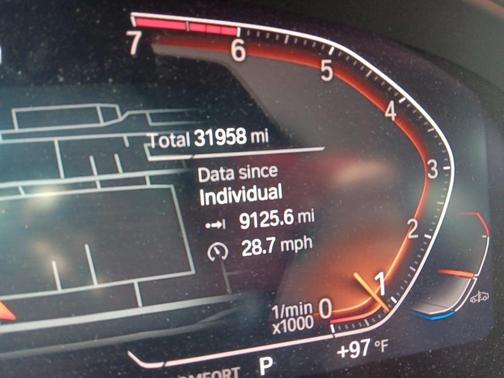 7
6
5
4
3
2
1
0
Total 31958 mi
Data since
Individual
9125.6 mi
28.7 mph
1/min
x1000
P
+97 °F